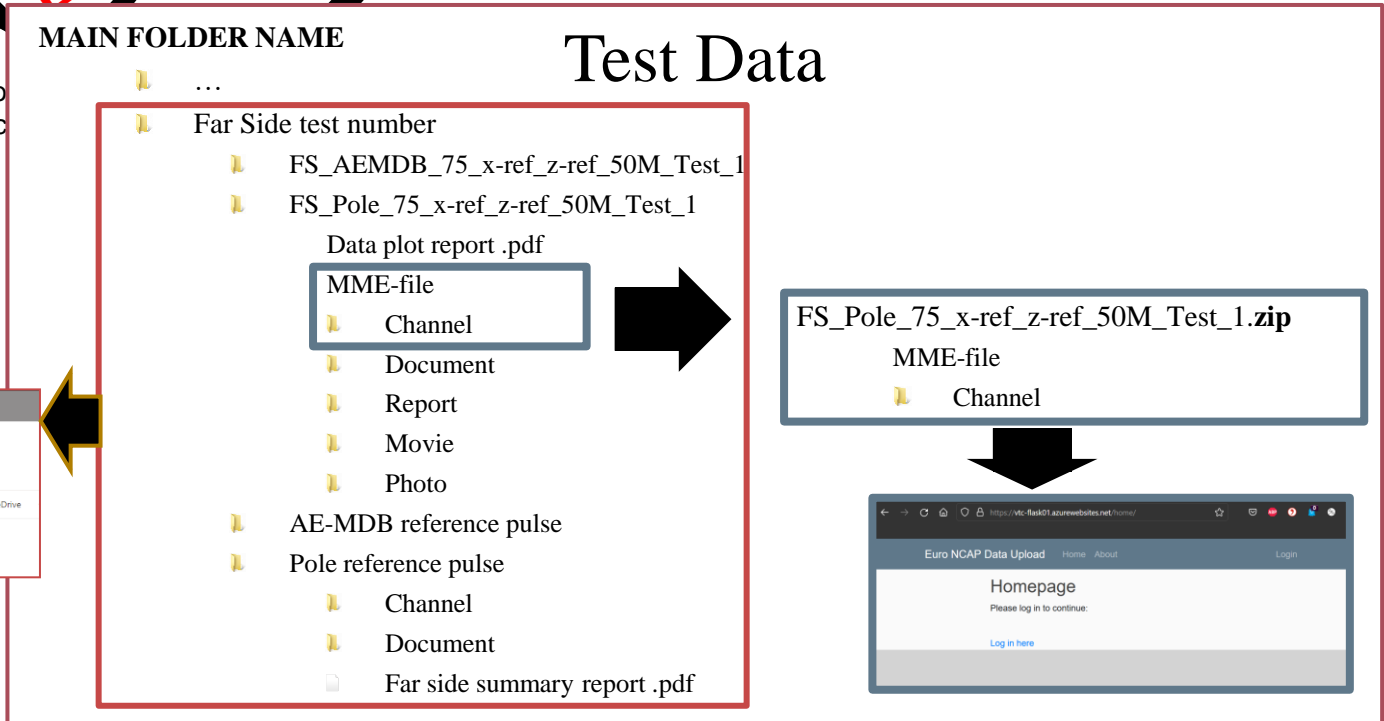 MAIN FOLDER NAME
Test Data
…
Far Side test number
FS_AEMDB_75_x-ref_z-ref_50M_Test_1
FS_Pole_75_x-ref_z-ref_50M_Test_1
Data plot report .pdf
MME-file
Channel
Document
Report
Movie
Photo
AE-MDB reference pulse
Pole reference pulse
Channel
Document
Far side summary report .pdf
FS_Pole_75_x-ref_z-ref_50M_Test_1.zip
MME-file
Channel
https://vtc-flask01.azurewebsites.net/home/
Euro NCAP Data Upload Home About Login
Homepage
Please log in to continue:
Log in here
Drive